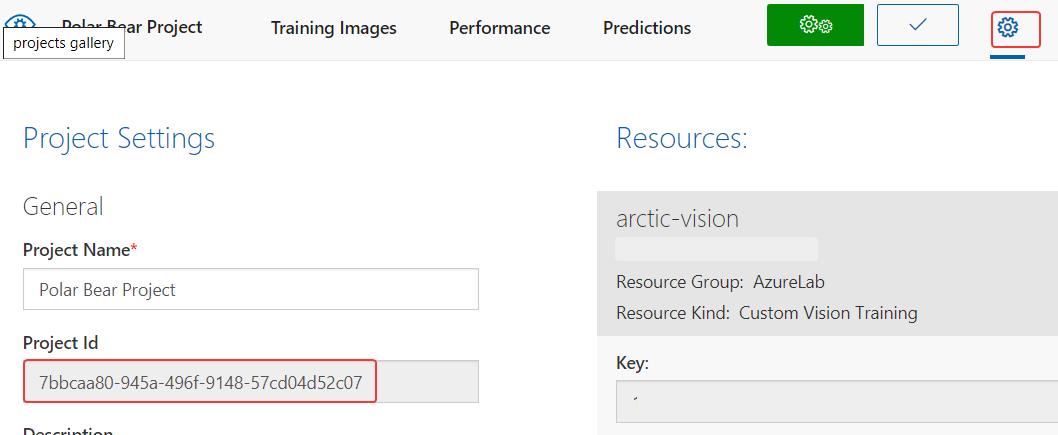 Polar Bear Project
Training Images
Performance
Predictions
projects gallery
Project Settings
Resources:
General
arctic-vision
Project Name*
Polar Bear Project
Resource Group: AzureLab
Resource Kind: Custom Vision Training
Project Id
7bbcaa80-945a-496f-9148-57cd04d52c07
Key:
Description